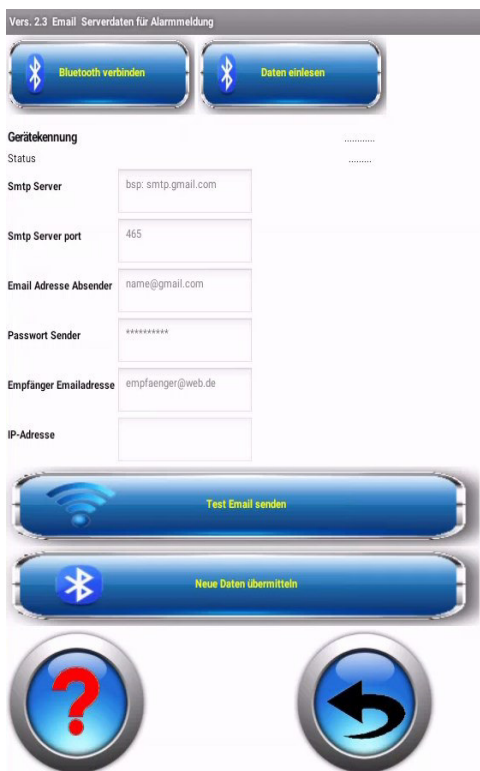 Vers. 2.3 Email Serverdaten für Alarmmeldung
Bluetooth verbinden
Daten einlesen
Gerätekennung ............
Status .........
Smtp Server bsp: smtp.gmail.com
Smtp Server port 465
Email Adresse Absender name@gmail.com
Passwort Sender **********
Empfänger Emailadresse empfaenger@web.de
IP-Adresse
Test Email senden
Neue Daten übermitteln
?